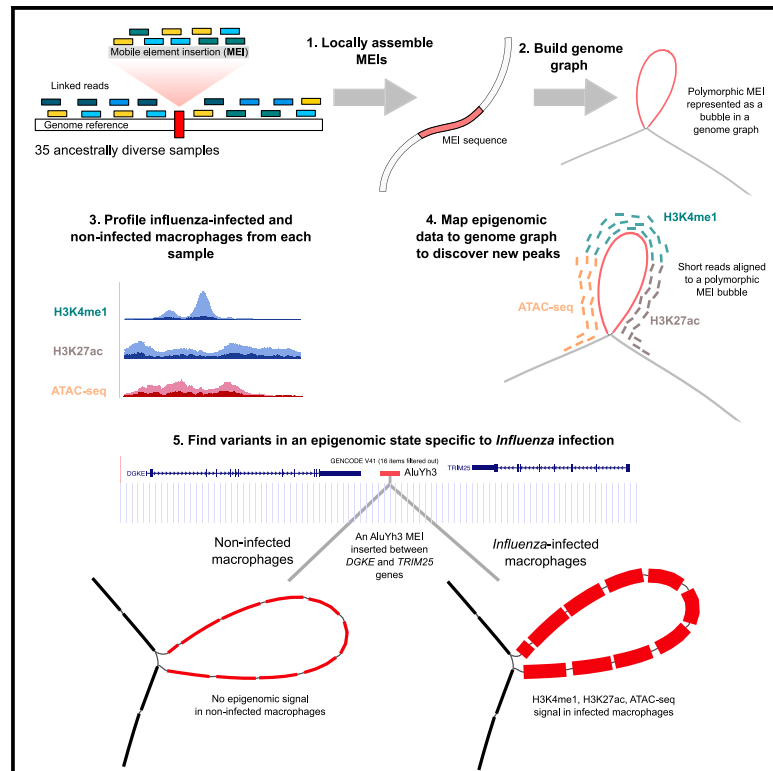 Mobile element insertion (MEI)
Linked reads
Genome reference
35 ancestrally diverse samples
1. Locally assemble
MEIs
MEI sequence
2. Build genome
graph
Polymorphic MEI
represented as a
bubble in a
genome graph
3. Profile influenza-infected and
non-infected macrophages from each
sample
H3K4me1
H3K27ac
ATAC-seq
4. Map epigenomic
data to genome graph
to discover new peaks
H3K4me1
Short reads aligned
to a polymorphic
MEI bubble
ATAC-seq
H3K27ac
5. Find variants in an epigenomic state specific to Influenza infection
GENCODE V41 (16 items filtered out)
DGKE
AluYh3
TRIM25
Non-infected
macrophages
An AluYh3 MEI
inserted between
DGKE and TRIM25
genes
Influenza-infected
macrophages
No epigenomic signal
in non-infected macrophages
H3K4me1, H3K27ac, ATAC-seq
signal in infected macrophages